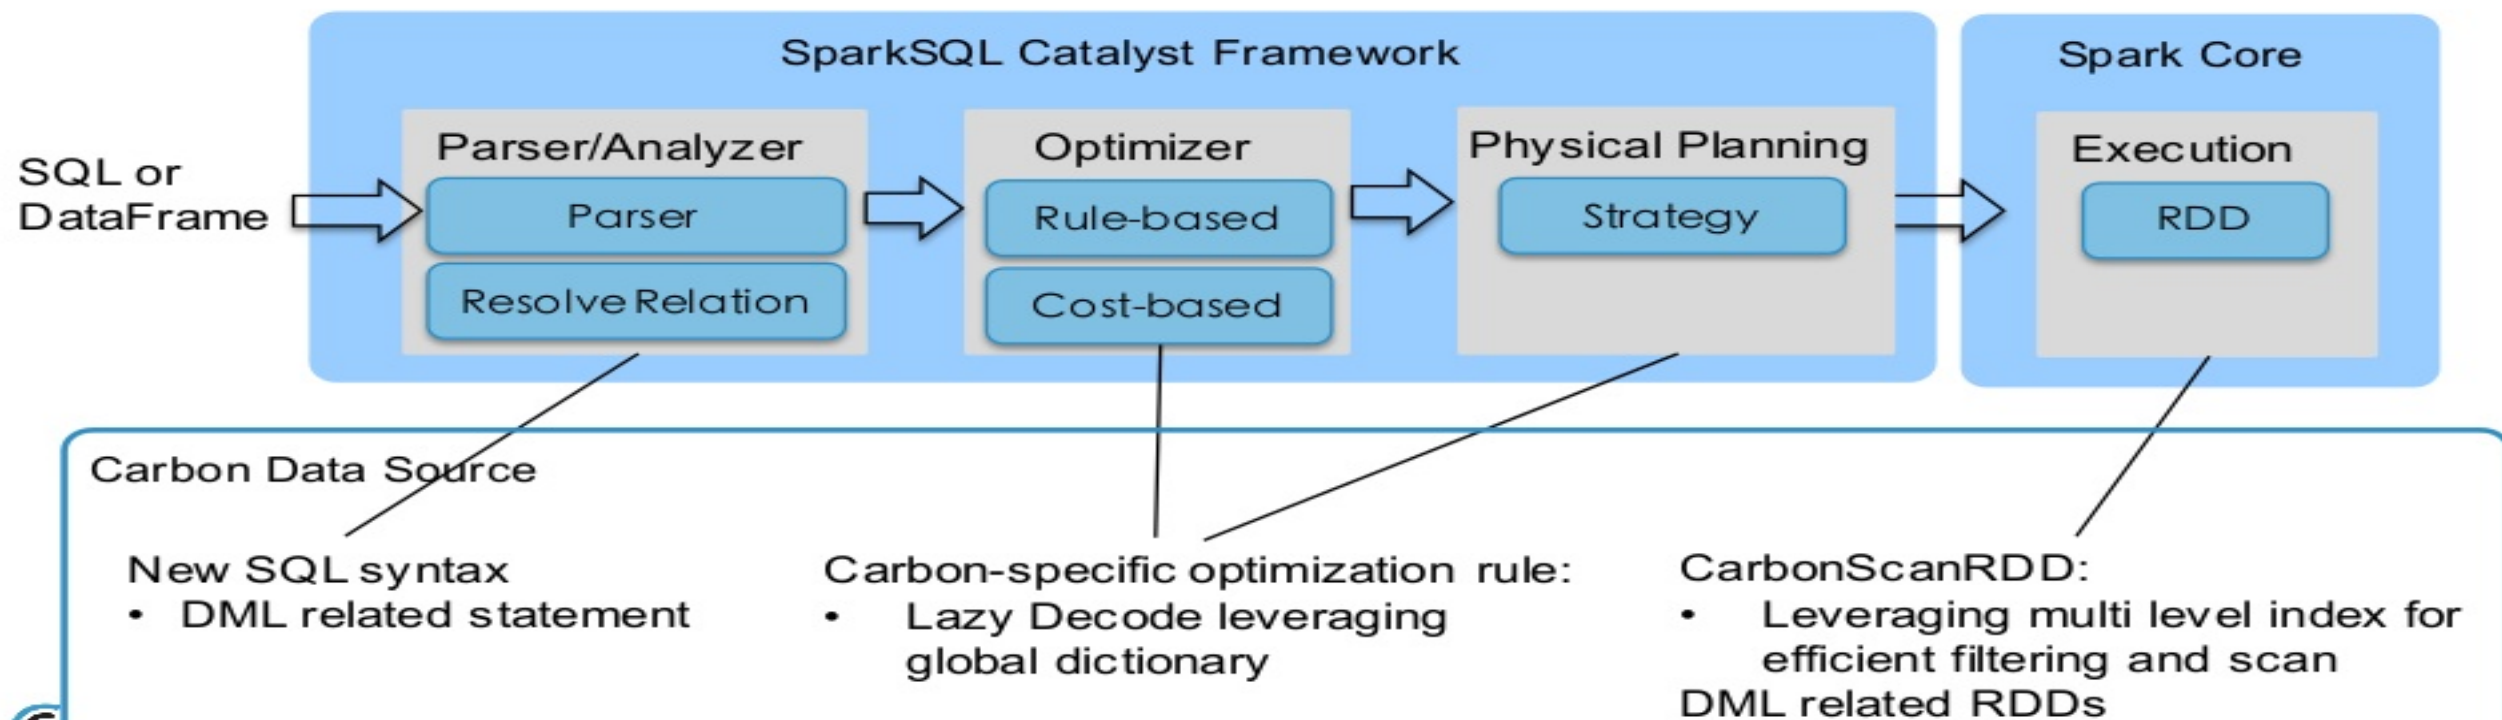 SparkSQL Catalyst Framework
Spark Core
SQL or
DataFrame
Parser/Analyzer
Parser
Resolve Relation
Optimizer
Rule-based
Cost-based
Physical Planning
Strategy
Execution
RDD
Carbon Data Source
New SQL syntax
• DML related statement
Carbon-specific optimization rule:
• Lazy Decode leveraging
global dictionary
CarbonScanRDD:
• Leveraging multi level index for
efficient filtering and scan
DML related RDDs